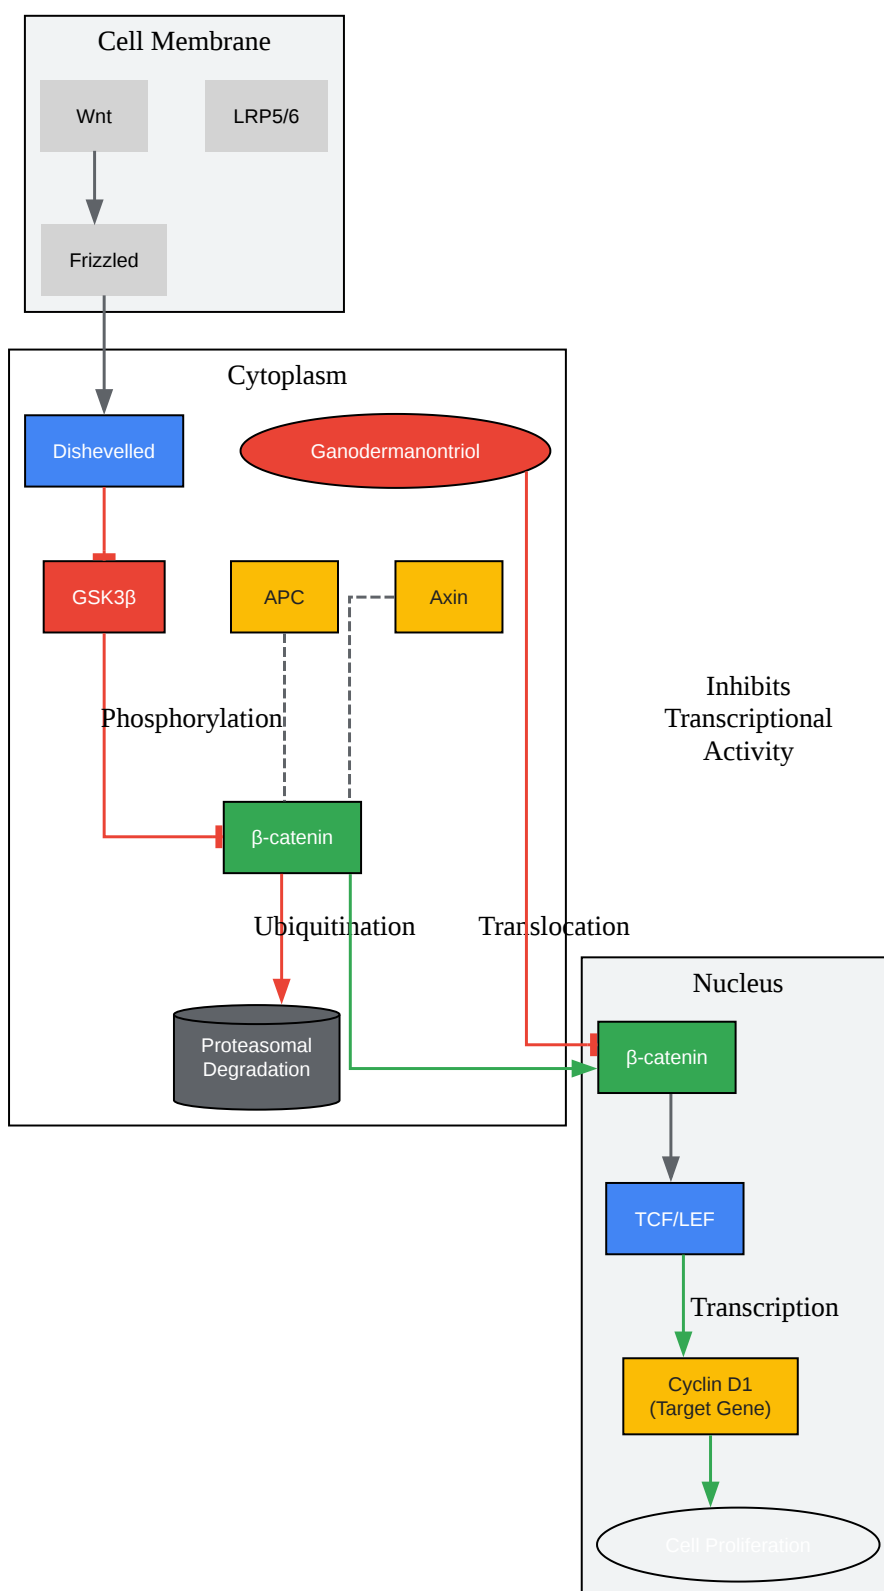 Cell Membrane
Wnt
LRP5/6
Frizzled
Cytoplasm
Dishevelled
Ganodermanontriol
GSK3β
APC
Axin
Phosphorylation
Inhibits
Transcriptional
Activity
β-catenin
Ubiquitination
Translocation
Proteasomal
Degradation
Nucleus
β-catenin
TCF/LEF
Transcription
Cyclin D1
(Target Gene)
Cell Proliferation